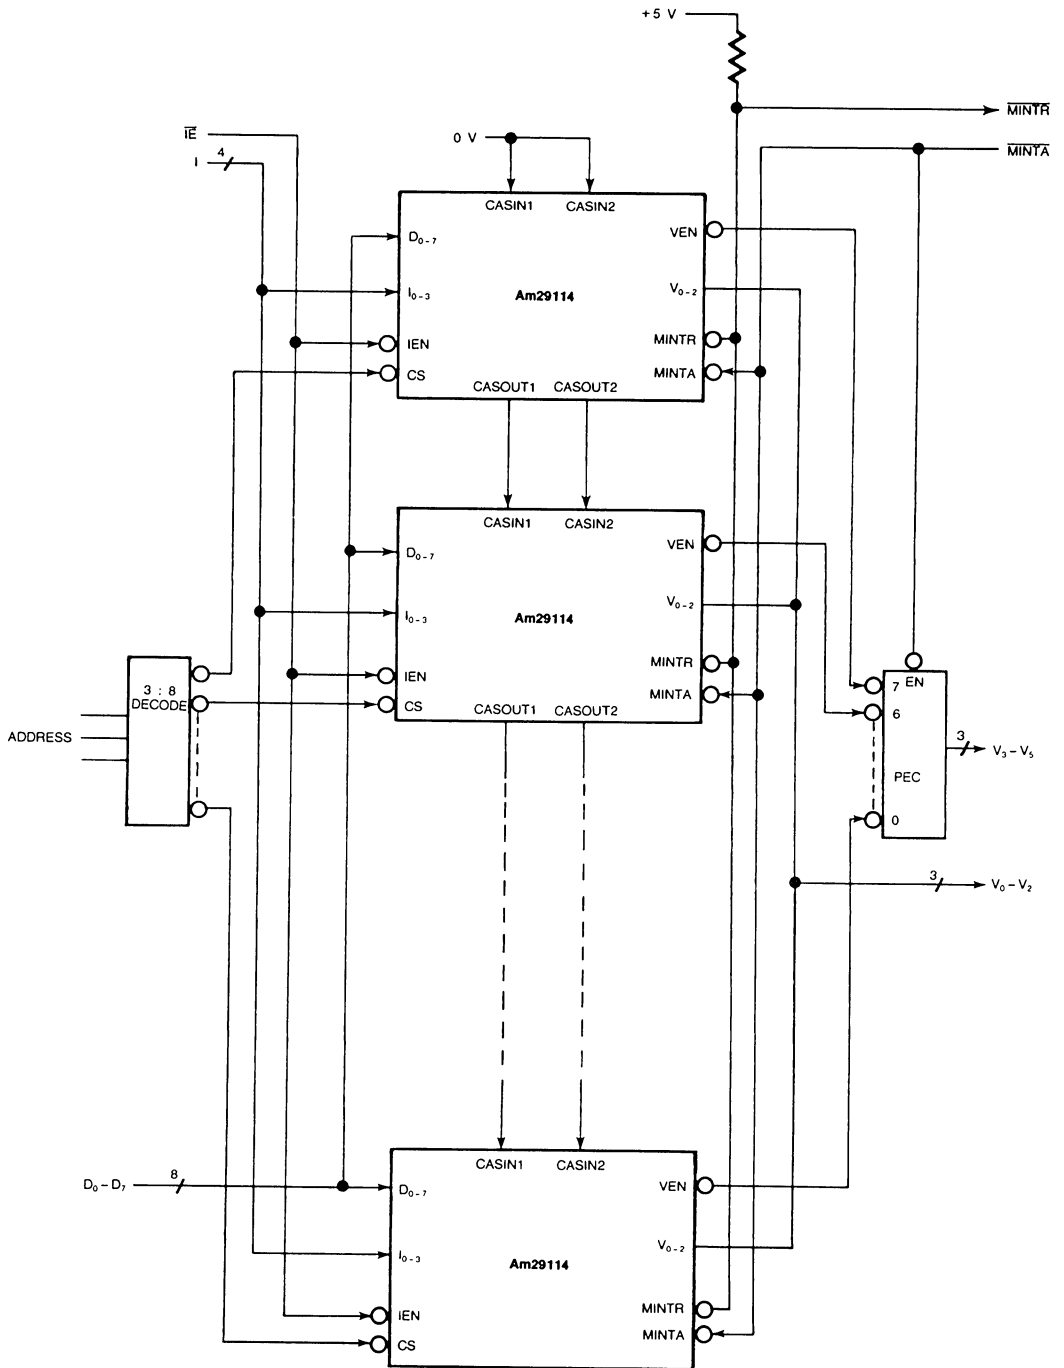 +5 V
M̅I̅N̅T̅R̅
I̅E̅
0 V
M̅I̅N̅T̅A̅
I
4
CASIN1 CASIN2
D₀₋₇
VEN
I₀₋₃
Am29114
V₀₋₂
IEN
MINTR
CS
MINTA
CASOUT1 CASOUT2
CASIN1 CASIN2
D₀₋₇
VEN
I₀₋₃
Am29114
V₀₋₂
IEN
MINTR
CS
MINTA
CASOUT1 CASOUT2
3 : 8
DECODE
ADDRESS
EN
7
6
PEC
0
3
V₃–V₅
3
V₀–V₂
CASIN1 CASIN2
D₀–D₇
8
D₀₋₇
VEN
I₀₋₃
Am29114
V₀₋₂
IEN
MINTR
CS
MINTA